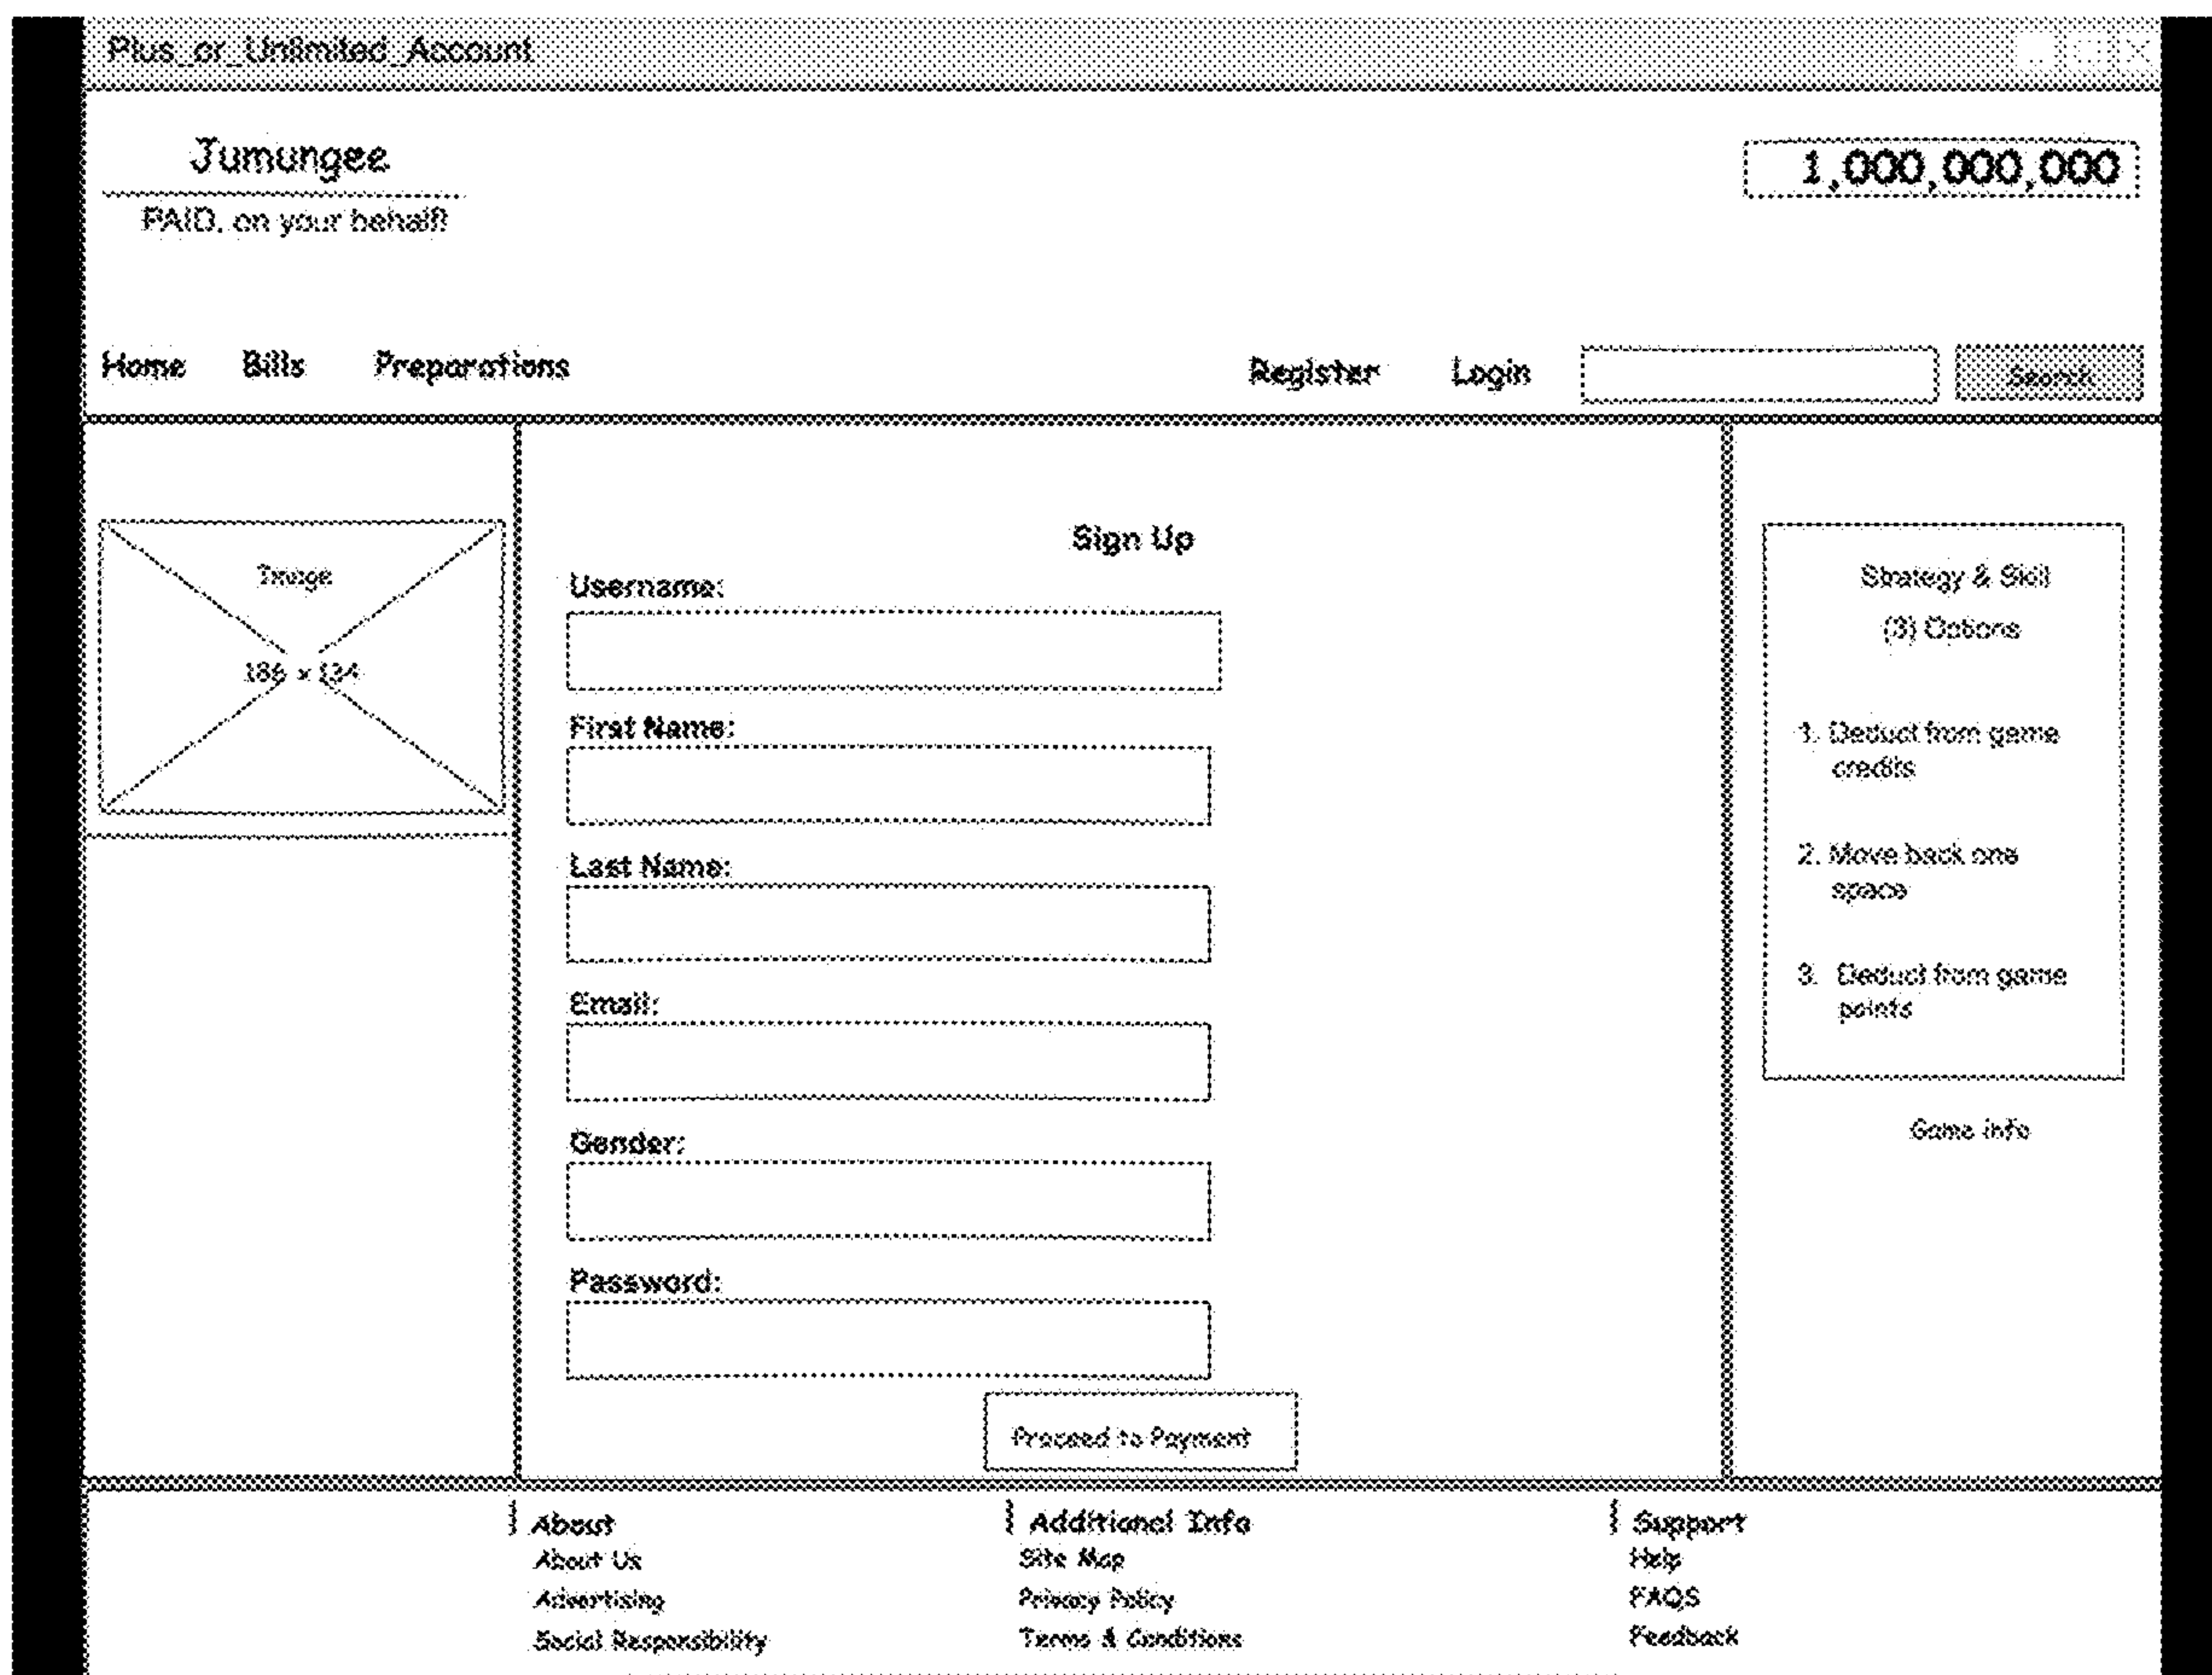 Plus_or_Unlimited_Account
Jumungee
1,000,000,000
PAID, on your behalf!
Home Bills Preparations Register Login Search
Sign Up
Image
186 x 134
Username:
First Name:
Last Name:
Email:
Gender:
Password:
Proceed to Payment
Strategy & Skill
(3) Options
1. Deduct from game
credits
2. Move back one
space
3. Deduct from game
points
Game info
About
About Us
Advertising
Social Responsibility
Additional Info
Site Map
Privacy Policy
Terms & Conditions
Support
Help
FAQS
Feedback